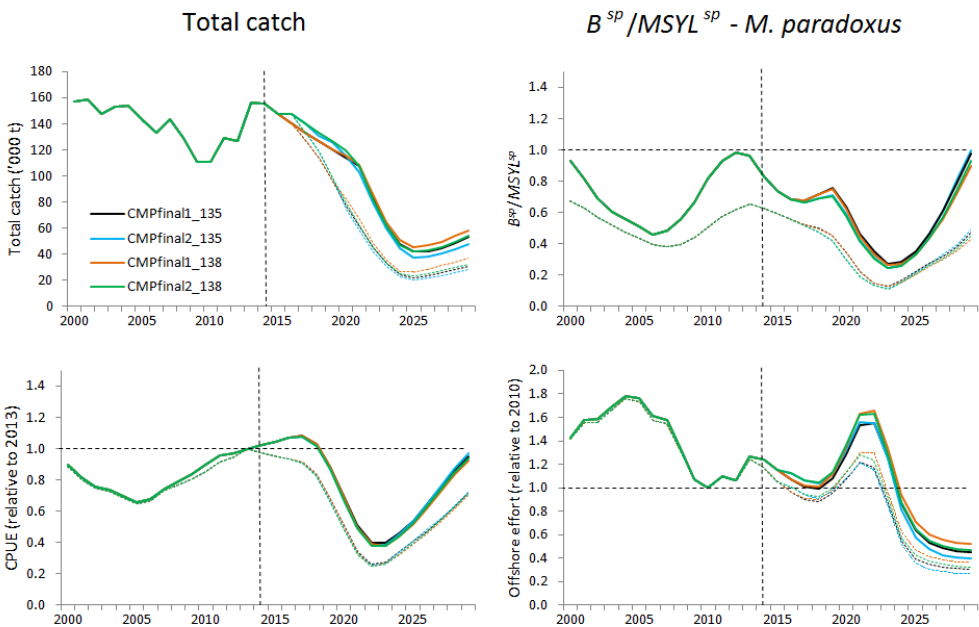 Total catch
B sp /MSYL sp - M. paradoxus
Total catch ('000 t)
180
160
140
120
100
80
60
40
20
0
CMPfinal1_135
CMPfinal2_135
CMPfinal1_138
CMPfinal2_138
2000 2005 2010 2015 2020 2025
Bsp/MSYLsp
1.4
1.2
1.0
0.8
0.6
0.4
0.2
0.0
2000 2005 2010 2015 2020 2025
CPUE (relative to 2013)
1.4
1.2
1.0
0.8
0.6
0.4
0.2
0.0
2000 2005 2010 2015 2020 2025
Offshore effort (relative to 2010)
2.0
1.8
1.6
1.4
1.2
1.0
0.8
0.6
0.4
0.2
0.0
2000 2005 2010 2015 2020 2025